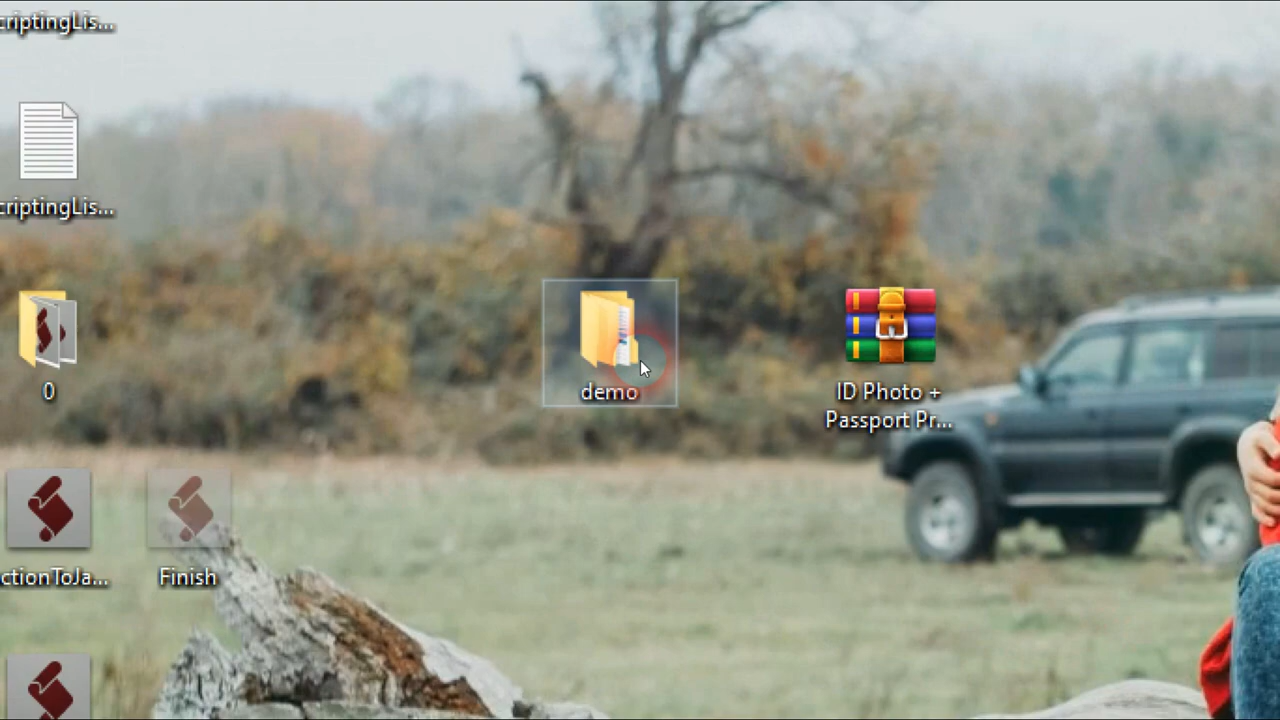 criptingLis...
criptingLis...
0
demo
ID Photo +
Passport Pr...
ctionToJa...
Finish